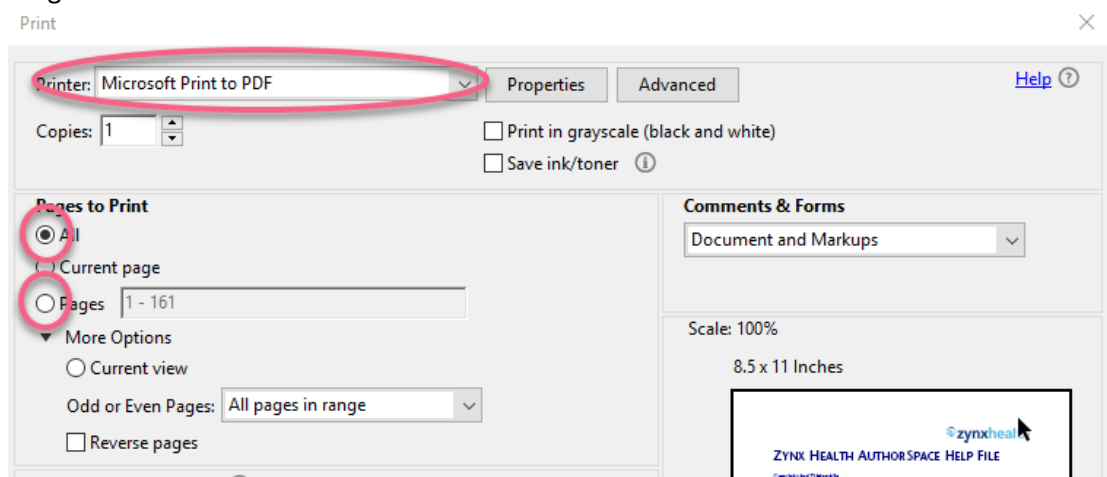 Print
Printer: Microsoft Print to PDF Properties Advanced Help
Copies: 1 Print in grayscale (black and white)
Save ink/toner
Pages to Print Comments & Forms
All Document and Markups
Current page
Pages 1 - 161
More Options Scale: 100%
Current view 8.5 x 11 Inches
Odd or Even Pages: All pages in range
Reverse pages
ZYNX HEALTH AUTHORSPACE HELP FILE